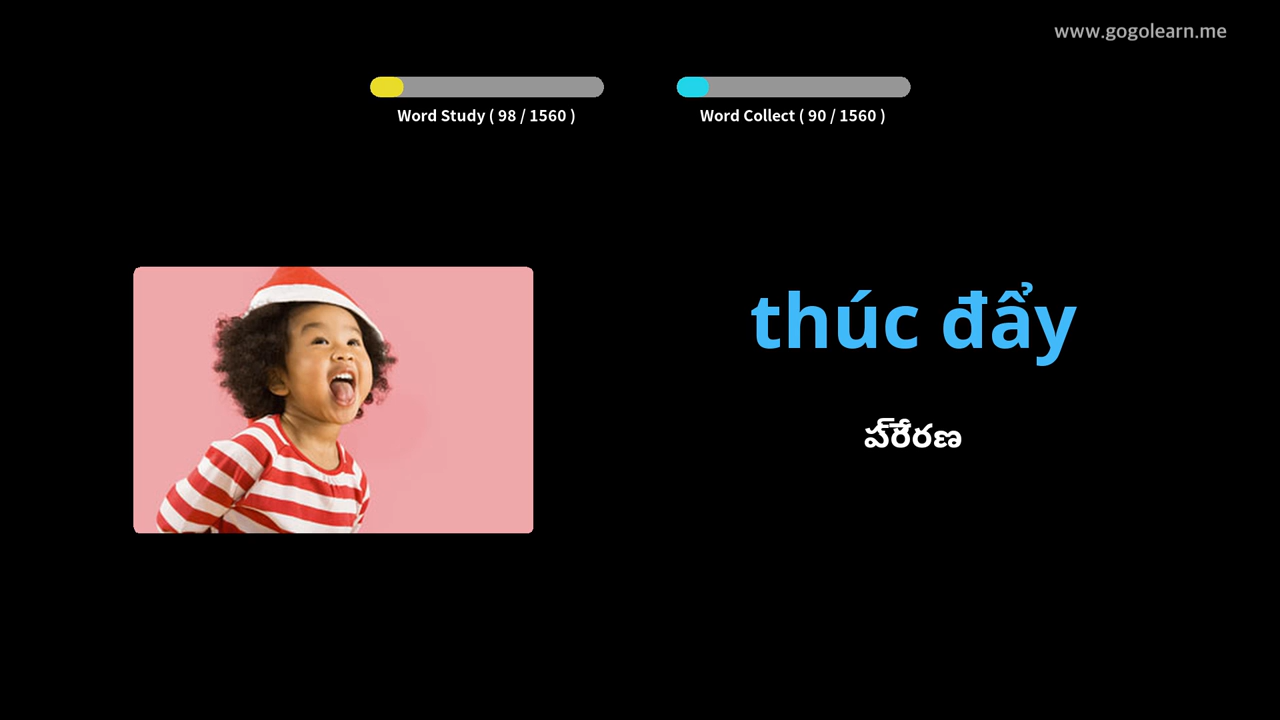 www.gogolearn.me
Word Study ( 98 / 1560 )
Word Collect ( 90 / 1560 )
thúc đẩy
ప్రేరణ